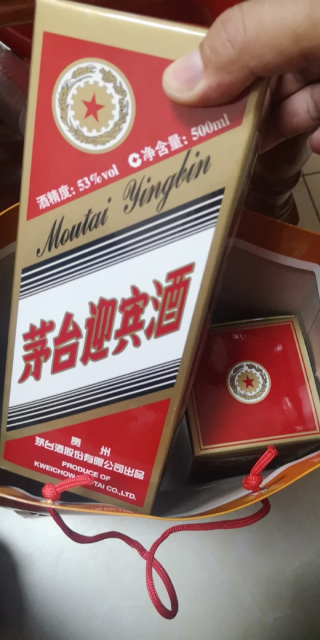 酒精度：53%vol 净含量：500ml
Moutai Yingbin
茅台迎宾酒
贵州
茅台酒股份有限公司出品
PRODUCE OF
KWEICHOW MOUTAI CO.,LTD.